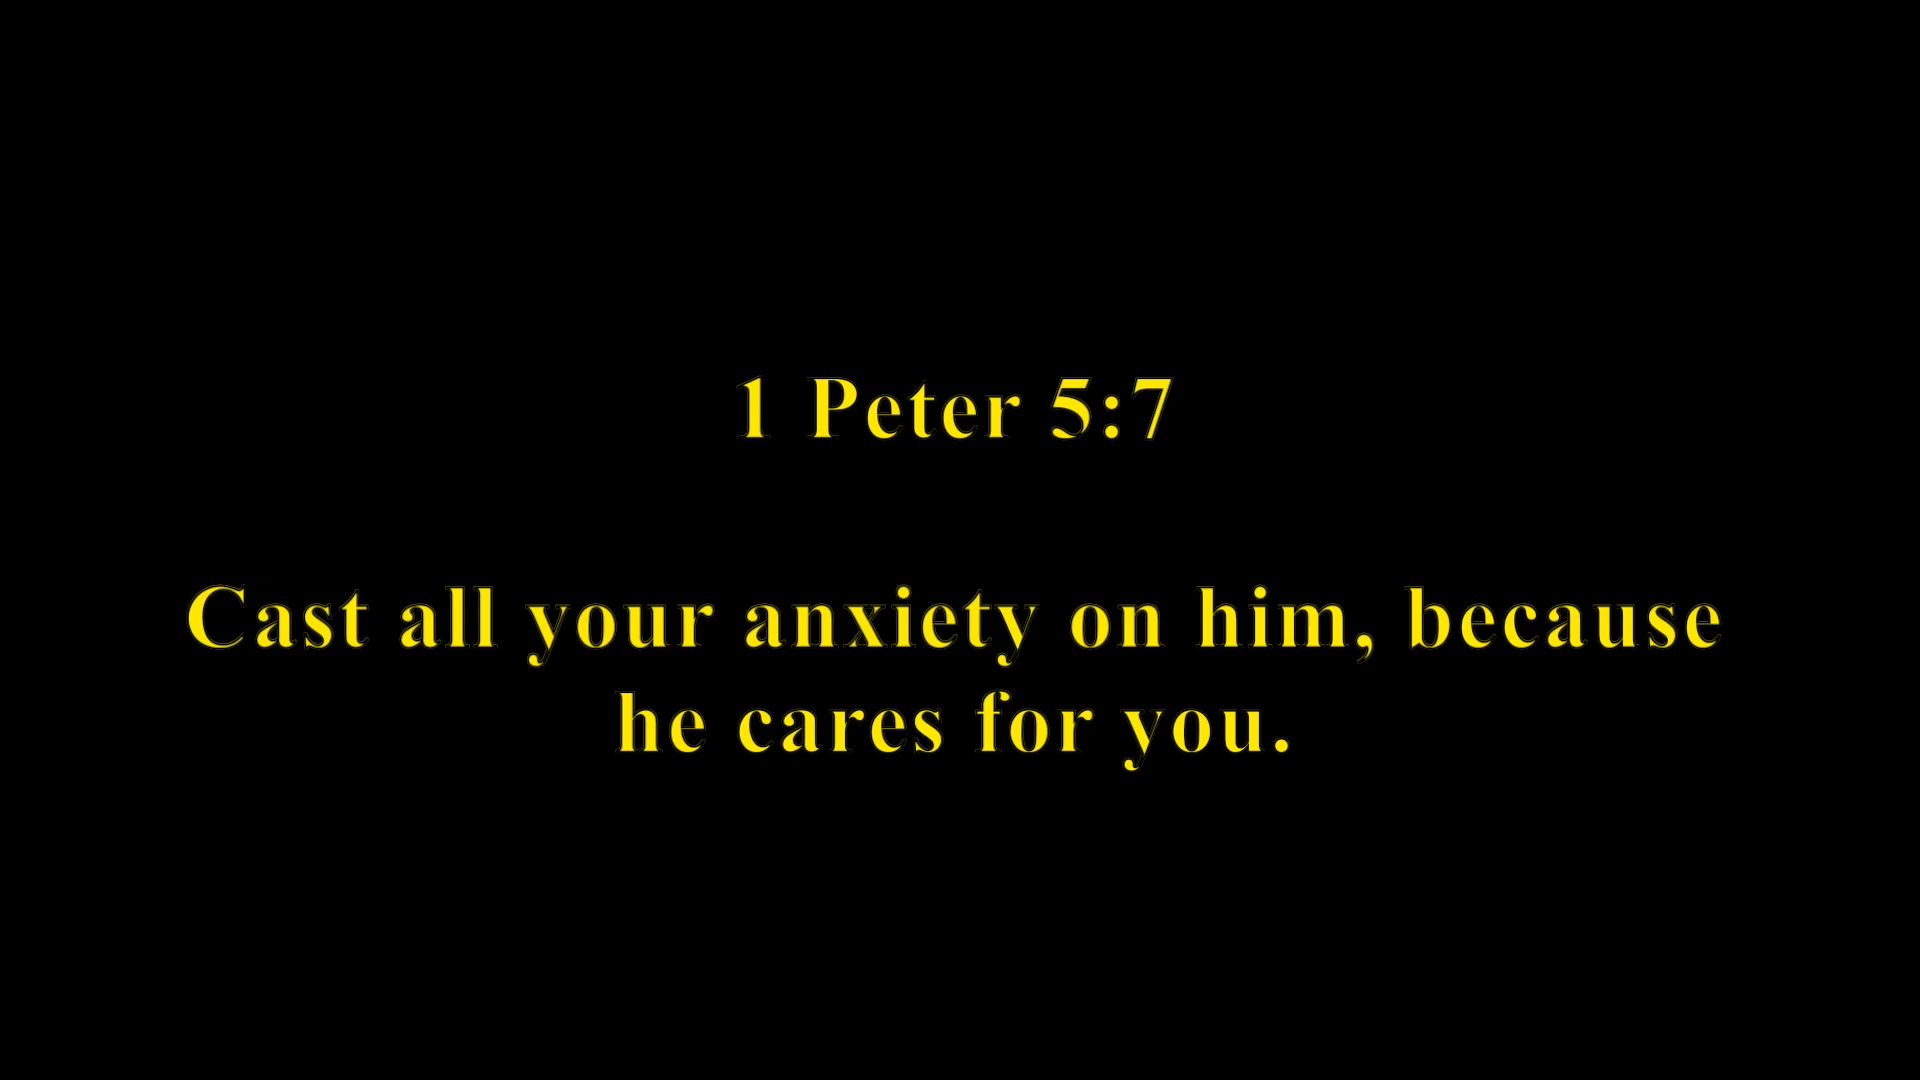 1 Peter 5:7
Cast all your anxiety on him, because
he cares for you.